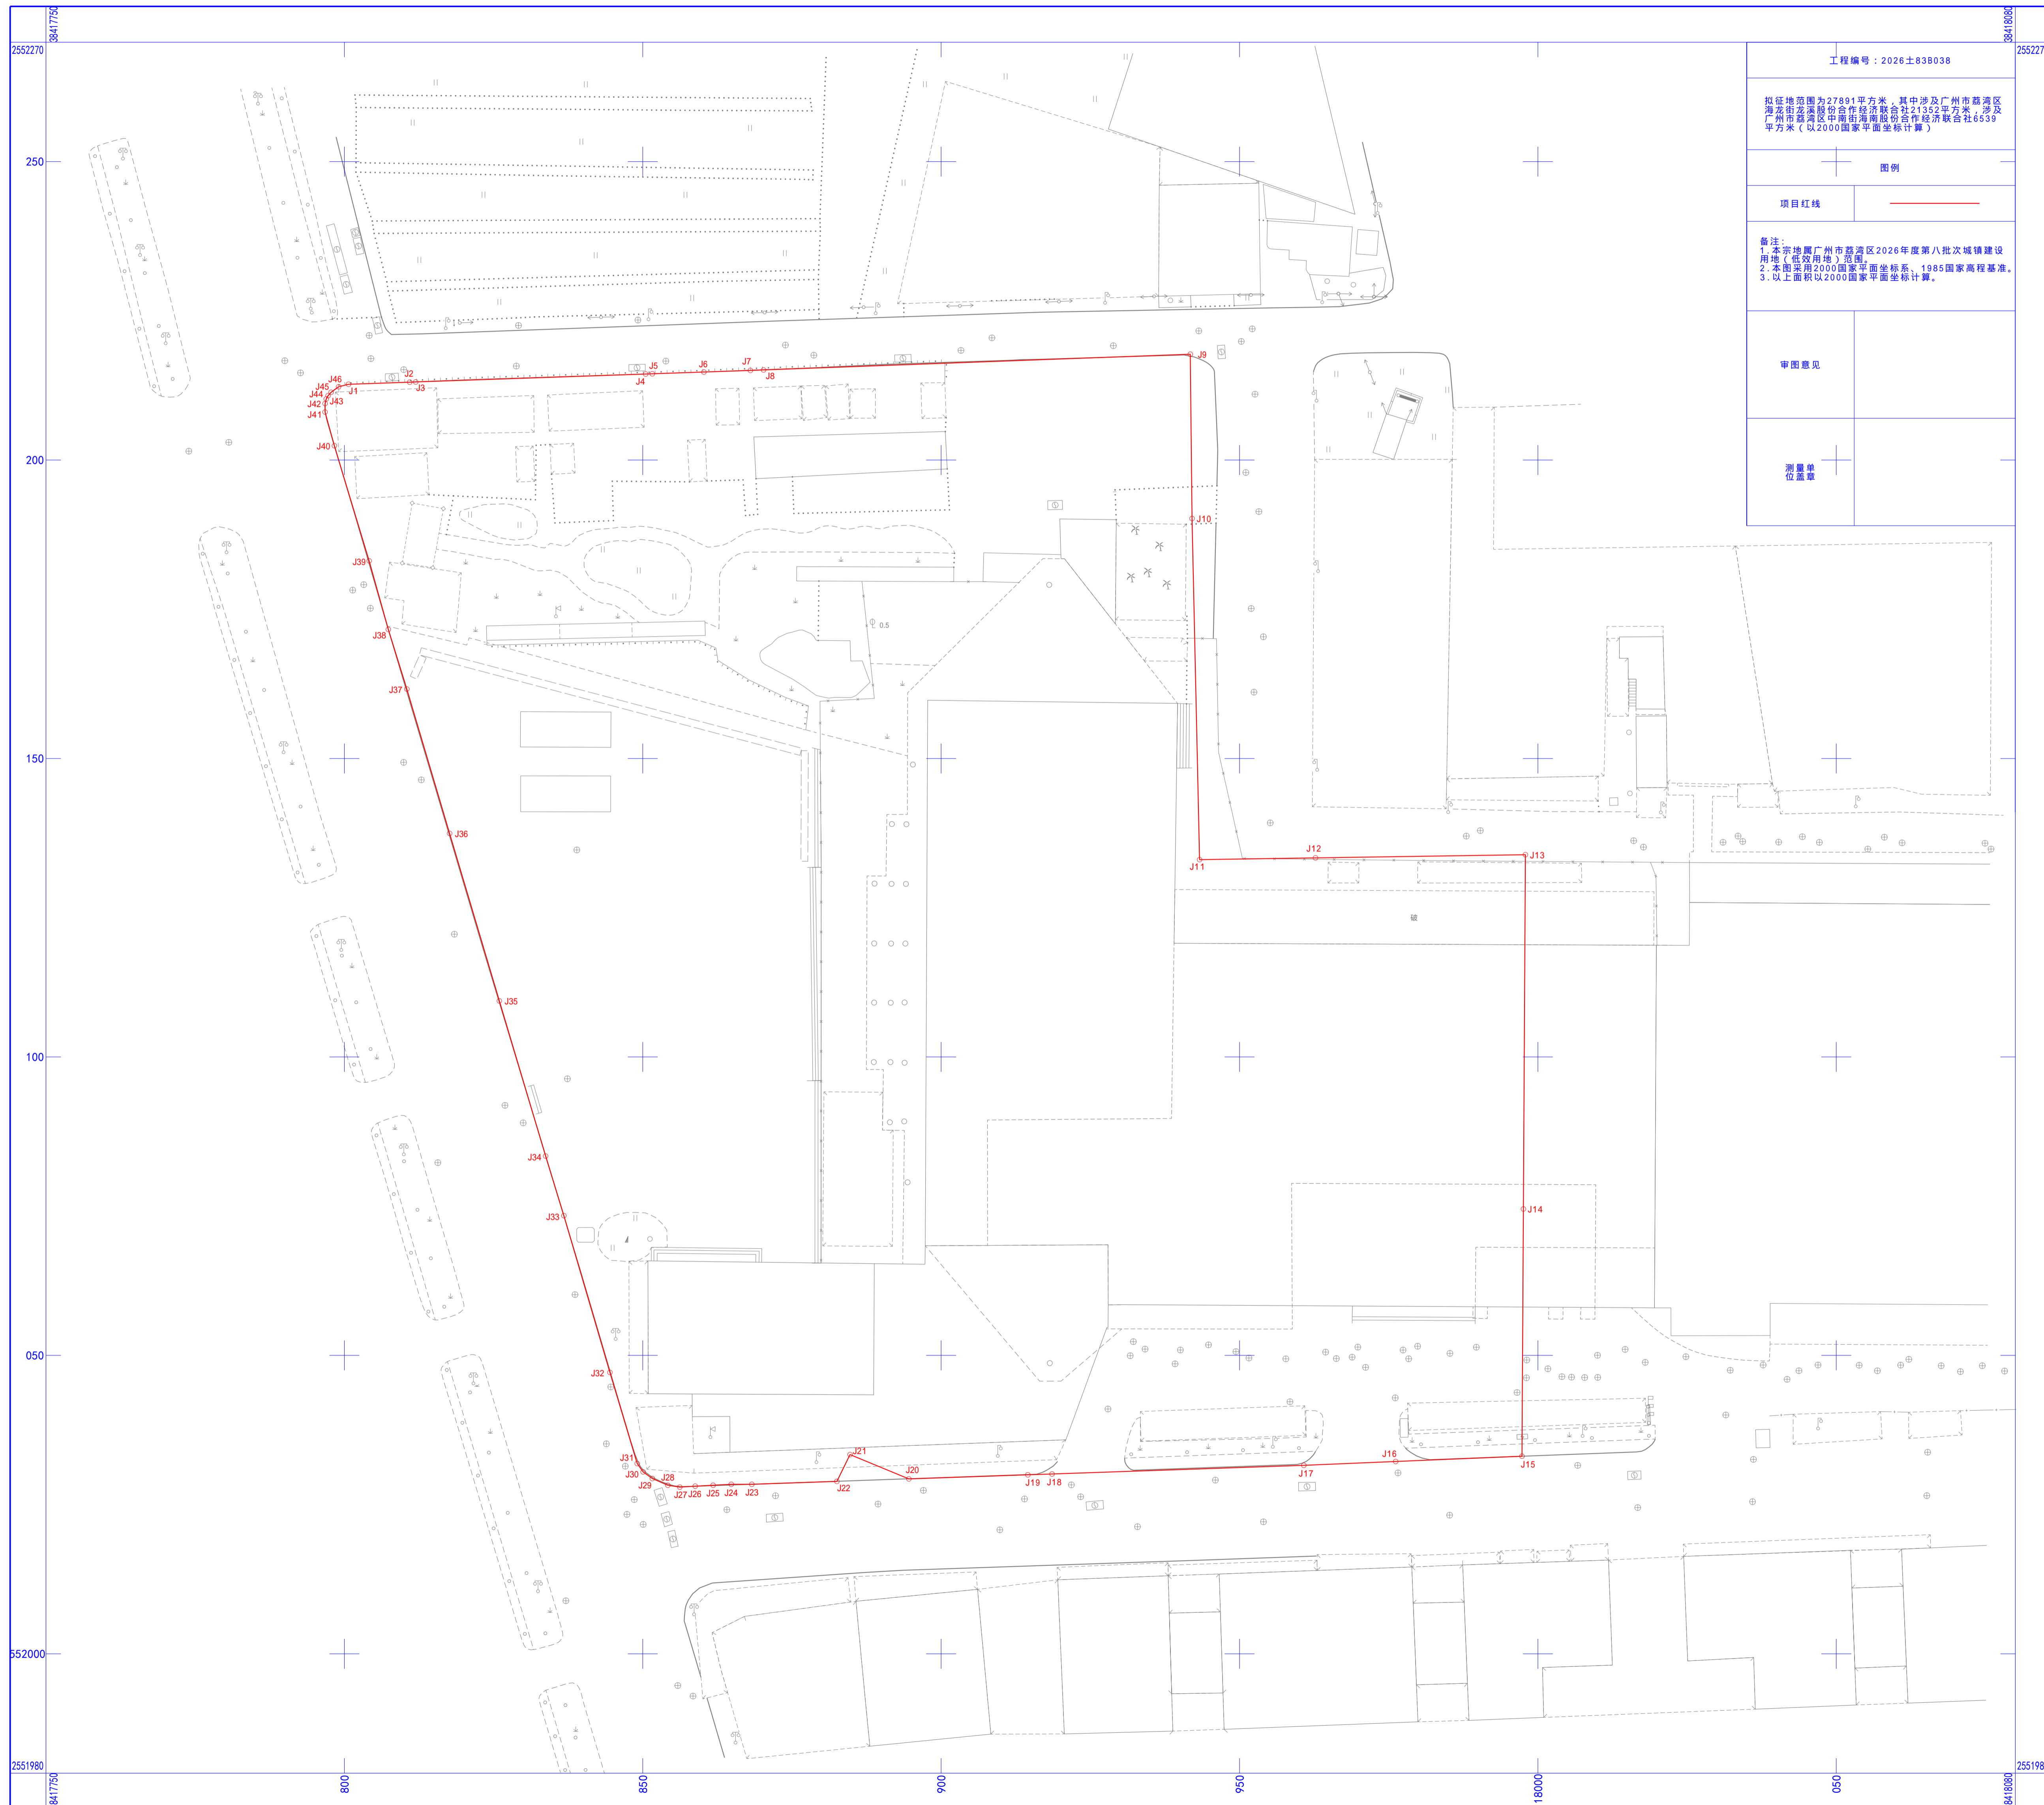 38417750
38418080
2552270
255227
工程编号：2026土83B038
拟征地范围为27891平方米，其中涉及广州市荔湾区
海龙街龙溪股份合作经济联合社21352平方米，涉及
广州市荔湾区中南街海南股份合作经济联合社6539
平方米（以2000国家平面坐标计算）
图例
项目红线
备注：
1.本宗地属广州市荔湾区2026年度第八批次城镇建设
用地（低效用地）范围。
2.本图采用2000国家平面坐标系、1985国家高程基准。
3.以上面积以2000国家平面坐标计算。
审图意见
测量单
位盖章
250
200
150
100
050
552000
2551980
255198
J1
J2
J3
J4
J5
J6
J7
J8
J9
J10
J11
J12
J13
J14
J15
J16
J17
J18
J19
J20
J21
J22
J23
J24
J25
J26
J27
J28
J29
J30
J31
J32
J33
J34
J35
J36
J37
J38
J39
J40
J41
J42
J43
J44
J45
J46
0.5
破
8417750
800
850
900
950
18000
050
8418080